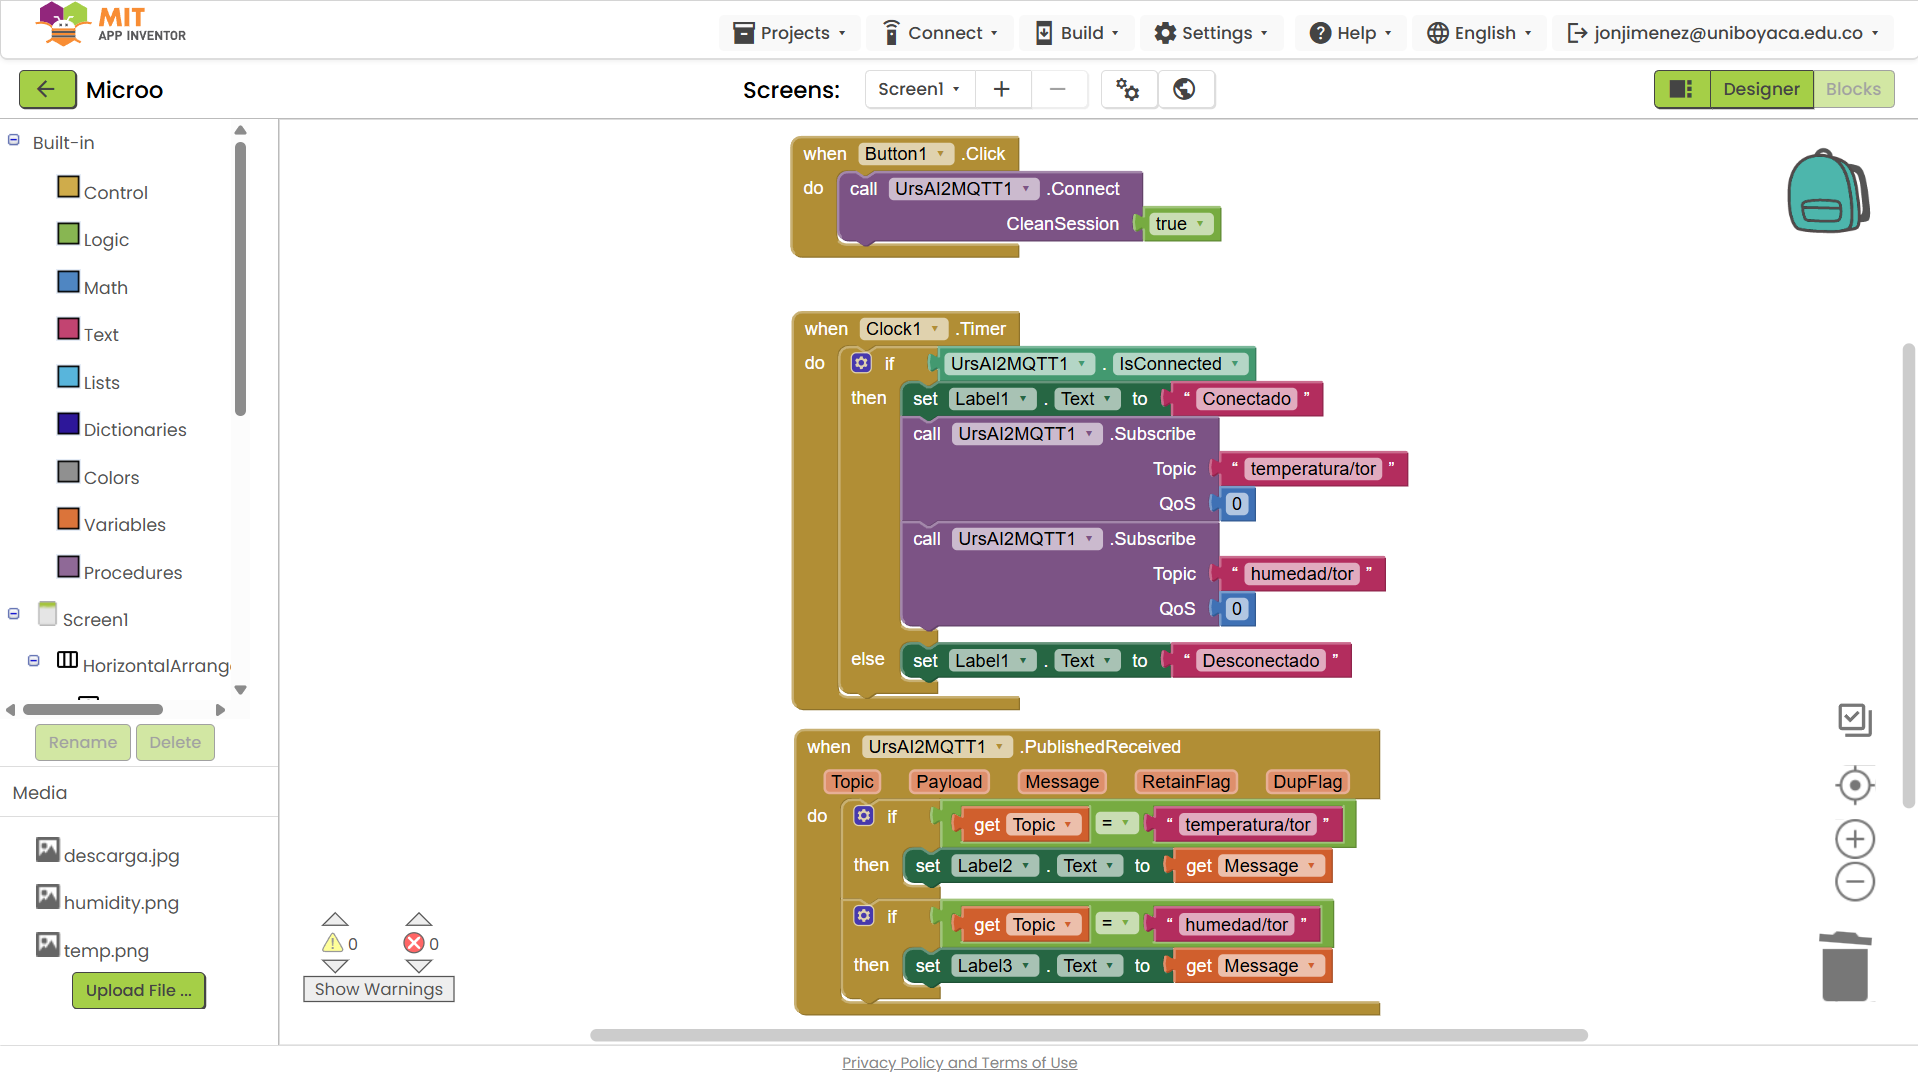 MIT
APP INVENTOR
Projects
Connect
Build
Settings
Help
English
jonjimenez@uniboyaca.edu.co
Microo
Screens:
Screen1
Designer
Blocks
Built-in
Control
Logic
Math
Text
Lists
Dictionaries
Colors
Variables
Procedures
Screen1
HorizontalArrang
Rename
Delete
Media
descarga.jpg
humidity.png
temp.png
Upload File ...
when Button1 .Click
do call UrsAI2MQTT1 .Connect
CleanSession true
when Clock1 .Timer
do if UrsAI2MQTT1 . IsConnected
then set Label1 . Text to “ Conectado ”
call UrsAI2MQTT1 .Subscribe
Topic “ temperatura/tor ”
QoS 0
call UrsAI2MQTT1 .Subscribe
Topic “ humedad/tor ”
QoS 0
else set Label1 . Text to “ Desconectado ”
when UrsAI2MQTT1 .PublishedReceived
Topic Payload Message RetainFlag DupFlag
do if get Topic = “ temperatura/tor ”
then set Label2 . Text to get Message
if get Topic = “ humedad/tor ”
then set Label3 . Text to get Message
0 0
Show Warnings
Privacy Policy and Terms of Use